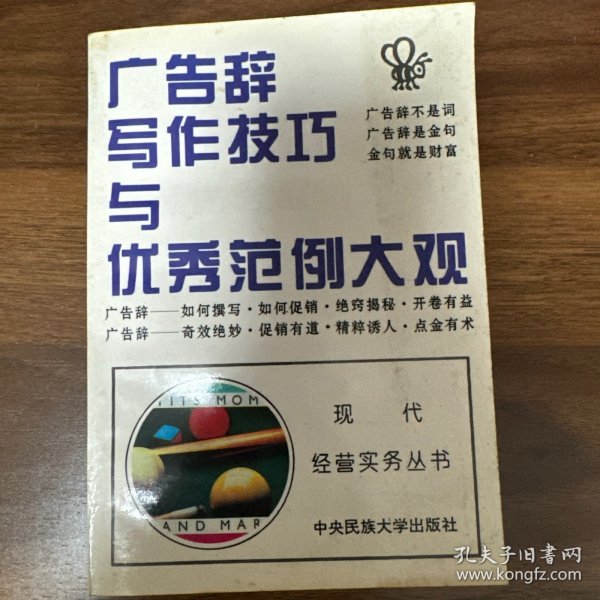 广告辞
写作技巧
与
优秀范例大观
广告辞不是词
广告辞是金句
金句就是财富
广告辞——如何撰写·如何促销·绝窍揭秘·开卷有益
广告辞——奇效绝妙·促销有道·精粹诱人·点金有术
ITS MOM
AND MAR
现代
经营实务丛书
中央民族大学出版社
孔夫子旧书网
www.kongfz.com